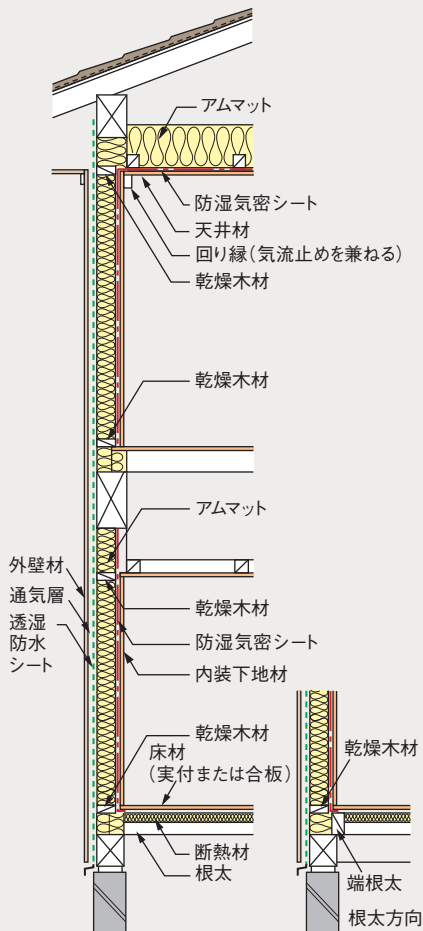 アムマット
防湿気密シート
天井材
回り縁（気流止めを兼ねる）
乾燥木材
乾燥木材
アムマット
外壁材
通気層
透湿
防水
シート
乾燥木材
防湿気密シート
内装下地材
乾燥木材
床材
（実付または合板）
断熱材
根太
乾燥木材
端根太
根太方向